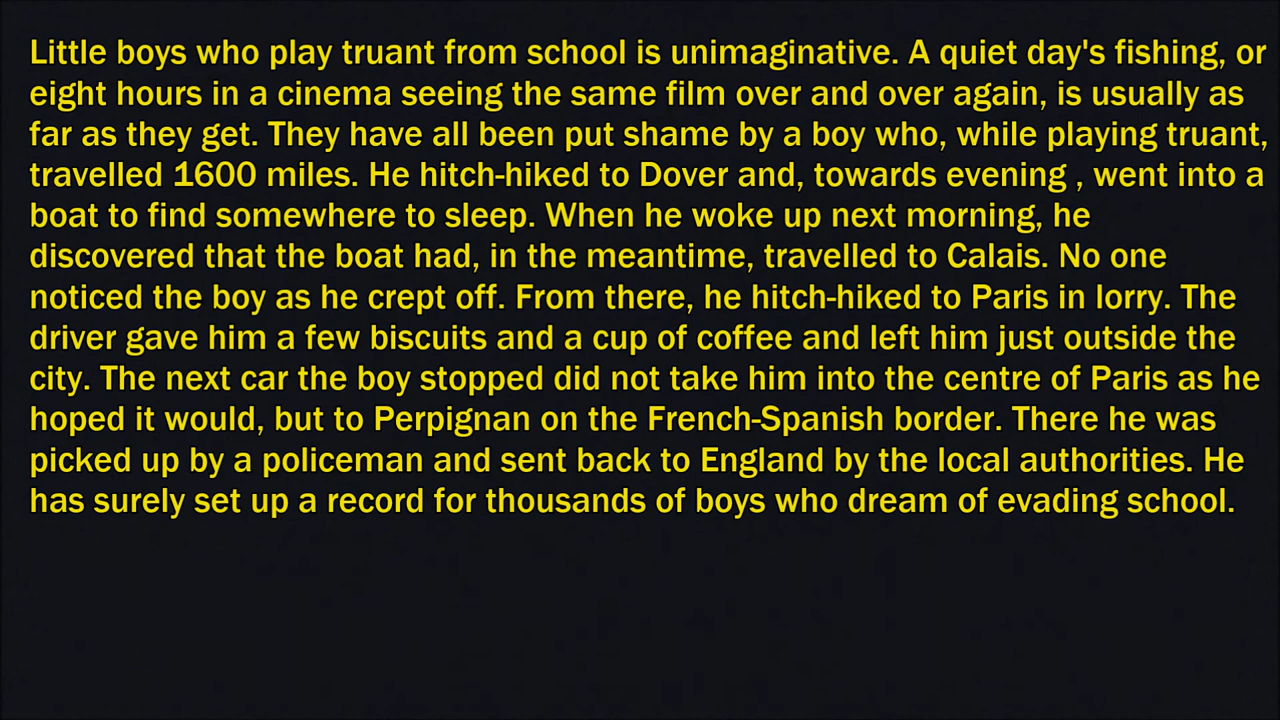 Little boys who play truant from school is unimaginative. A quiet day's fishing, or
eight hours in a cinema seeing the same film over and over again, is usually as
far as they get. They have all been put shame by a boy who, while playing truant,
travelled 1600 miles. He hitch-hiked to Dover and, towards evening , went into a
boat to find somewhere to sleep. When he woke up next morning, he
discovered that the boat had, in the meantime, travelled to Calais. No one
noticed the boy as he crept off. From there, he hitch-hiked to Paris in lorry. The
driver gave him a few biscuits and a cup of coffee and left him just outside the
city. The next car the boy stopped did not take him into the centre of Paris as he
hoped it would, but to Perpignan on the French-Spanish border. There he was
picked up by a policeman and sent back to England by the local authorities. He
has surely set up a record for thousands of boys who dream of evading school.